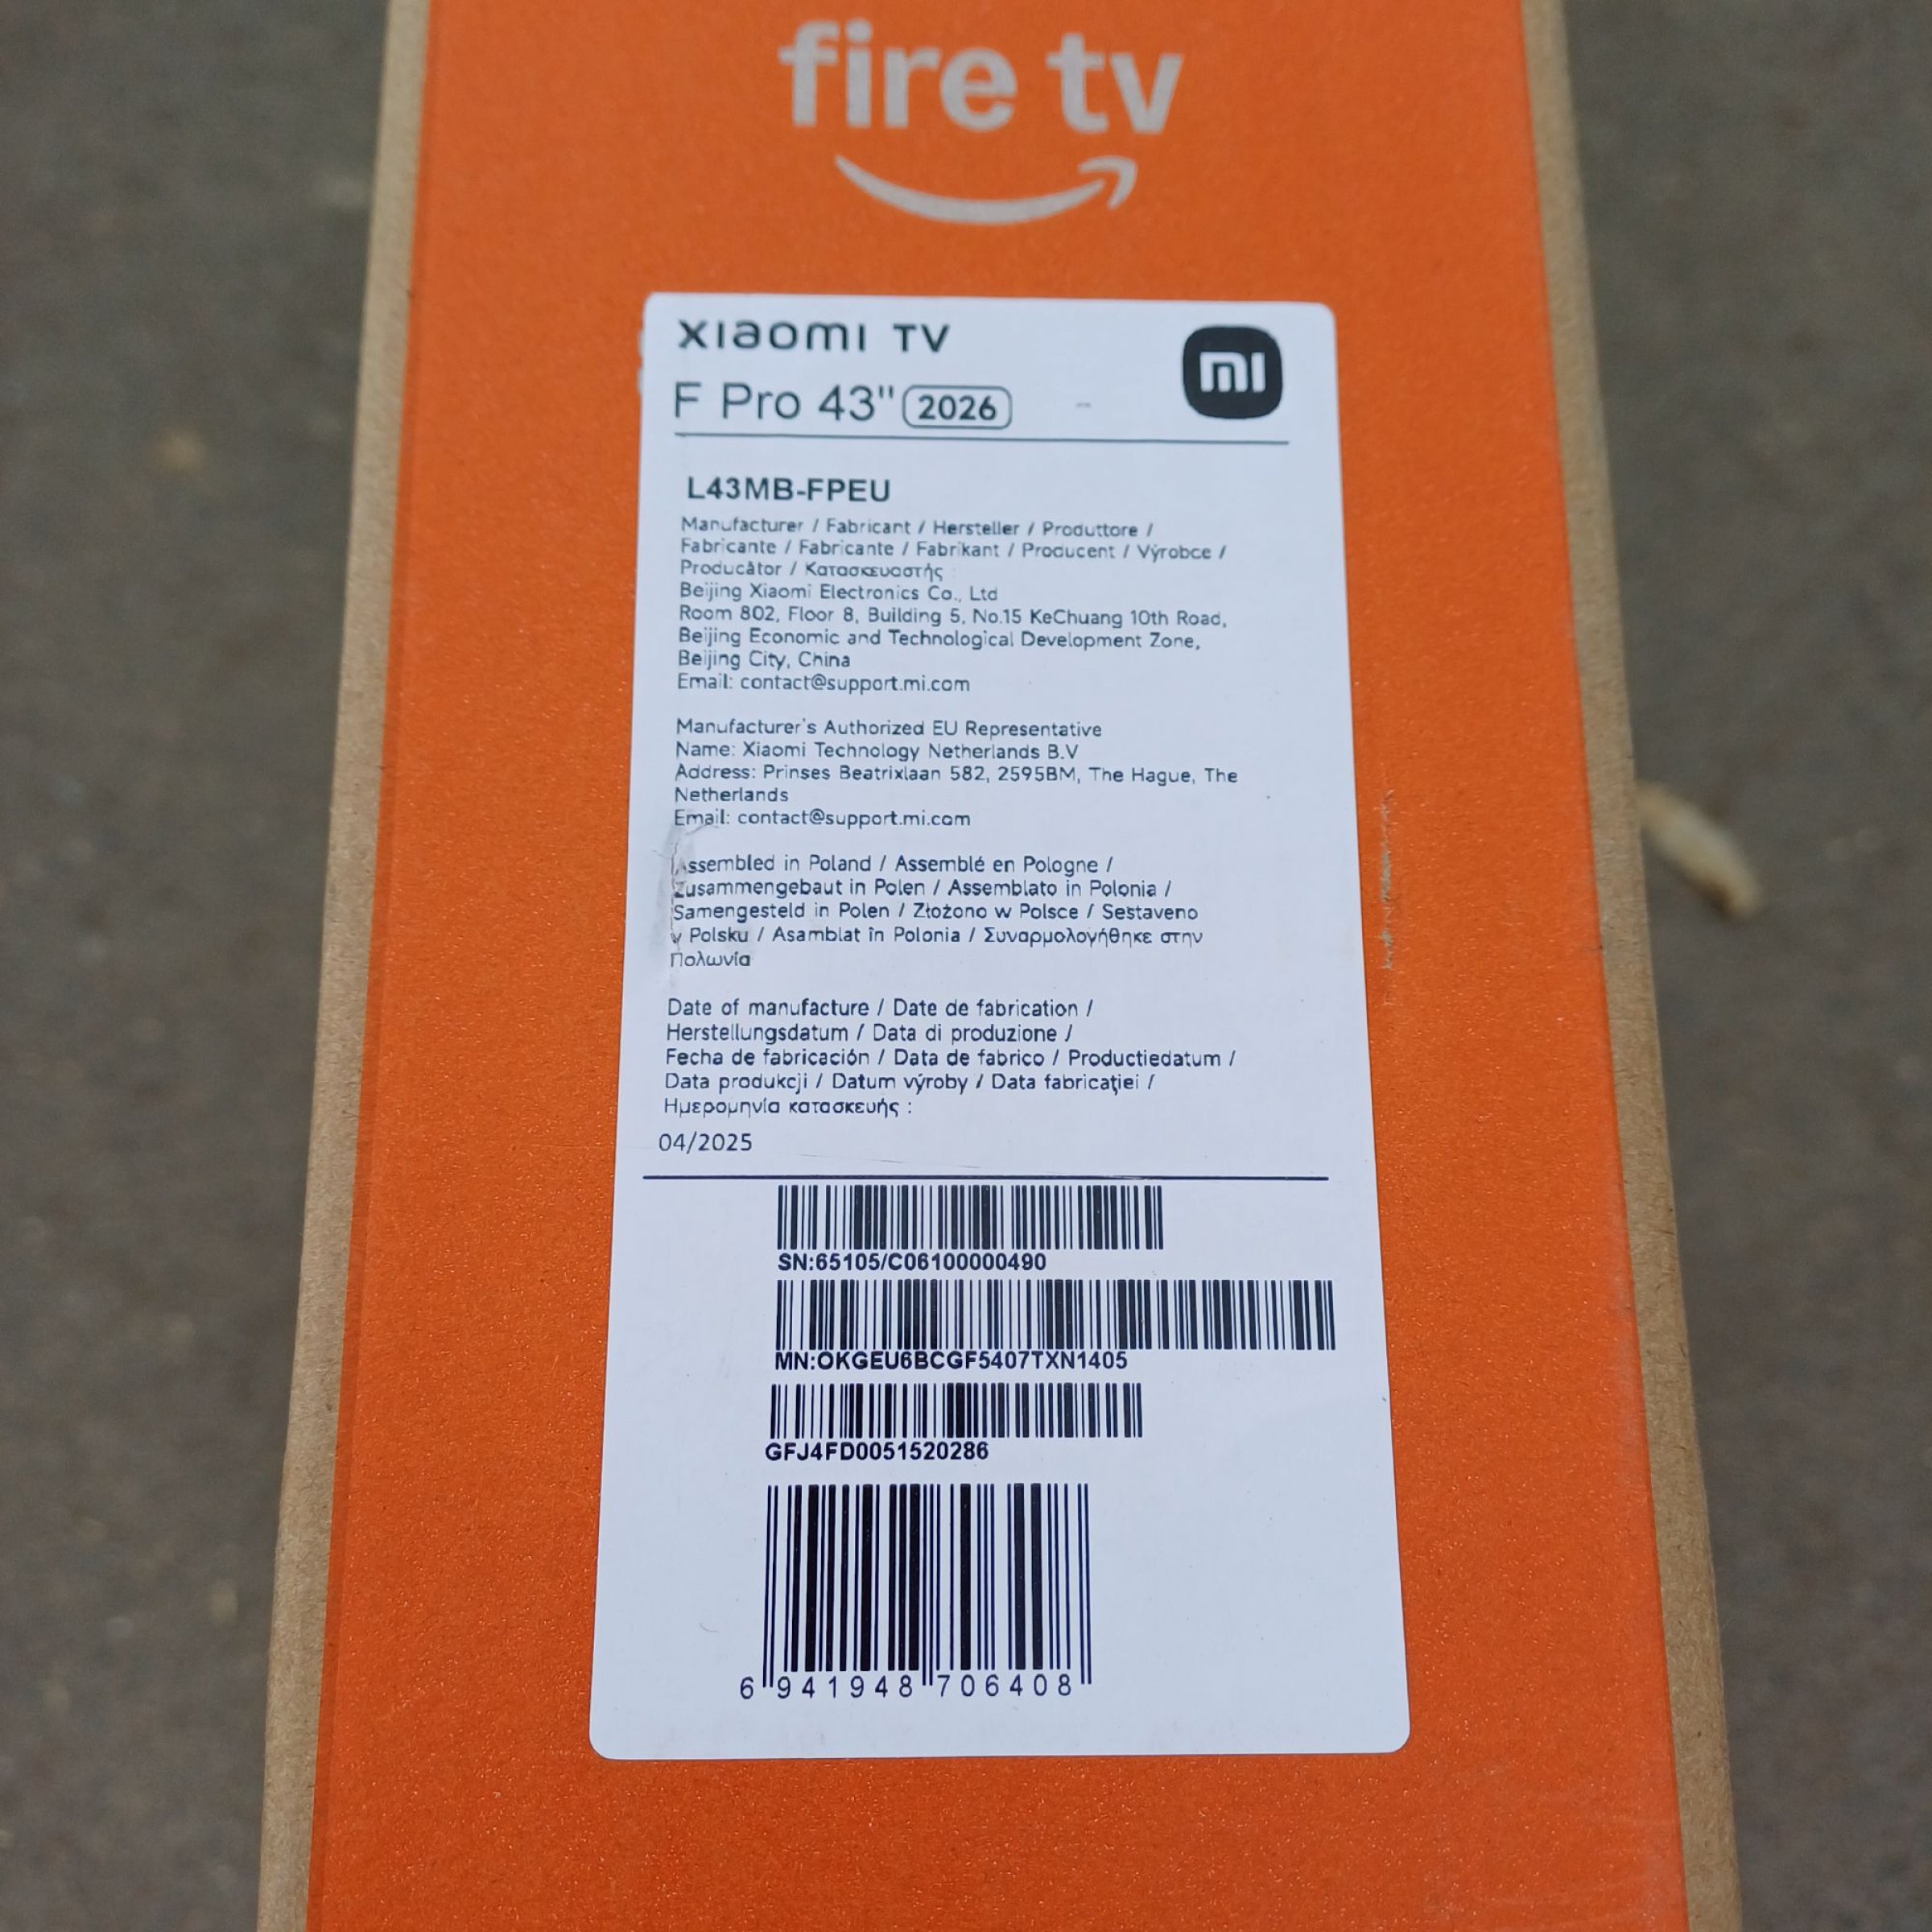 fire tv
xiaomi TV
mi
F Pro 43" 2026
L43MB-FPEU
Manufacturer / Fabricant / Hersteller / Produttore /
Fabricante / Fabricante / Fabrikant / Producent / Výrobce /
Producător / Κατασκευαστής
Beijing Xiaomi Electronics Co., Ltd
Room 802, Floor 8, Building 5, No.15 KeChuang 10th Road,
Beijing Economic and Technological Development Zone,
Beijing City, China
Email: contact@support.mi.com
Manufacturer's Authorized EU Representative
Name: Xiaomi Technology Netherlands B.V
Address: Prinses Beatrixlaan 582, 2595BM, The Hague, The
Netherlands
Email: contact@support.mi.com
Assembled in Poland / Assemblé en Pologne /
Zusammengebaut in Polen / Assemblato in Polonia /
Samengesteld in Polen / Złożono w Polsce / Sestaveno
v Polsku / Asamblat în Polonia / Συναρμολογήθηκε στην
Πολωνία
Date of manufacture / Date de fabrication /
Herstellungsdatum / Data di produzione /
Fecha de fabricación / Data de fabrico / Productiedatum /
Data produkcji / Datum výroby / Data fabricației /
Ημερομηνία κατασκευής :
04/2025
SN:65105/C06100000490
MN:OKGEU6BCGF5407TXN1405
GFJ4FD0051520286
6 941948 706408